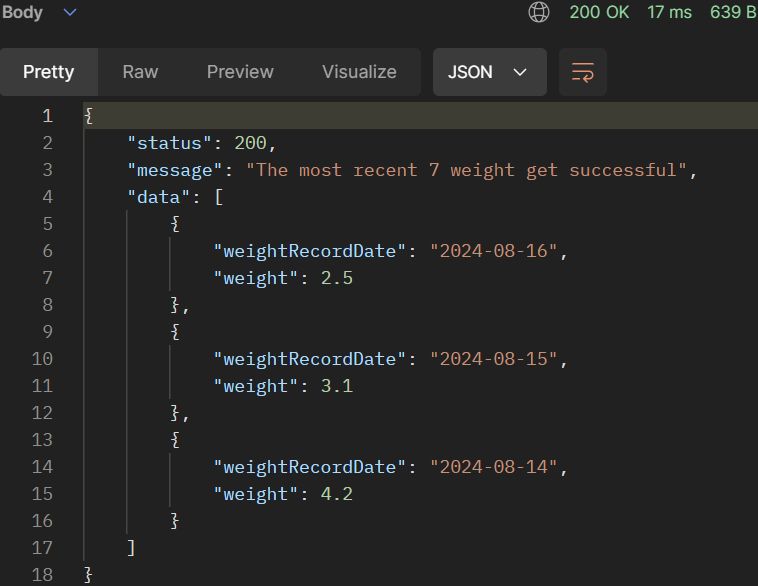 Body 200 OK 17 ms 639 B
Pretty Raw Preview Visualize JSON
1 {
2 "status": 200,
3 "message": "The most recent 7 weight get successful",
4 "data": [
5 {
6 "weightRecordDate": "2024-08-16",
7 "weight": 2.5
8 },
9 {
10 "weightRecordDate": "2024-08-15",
11 "weight": 3.1
12 },
13 {
14 "weightRecordDate": "2024-08-14",
15 "weight": 4.2
16 }
17 ]
18 }